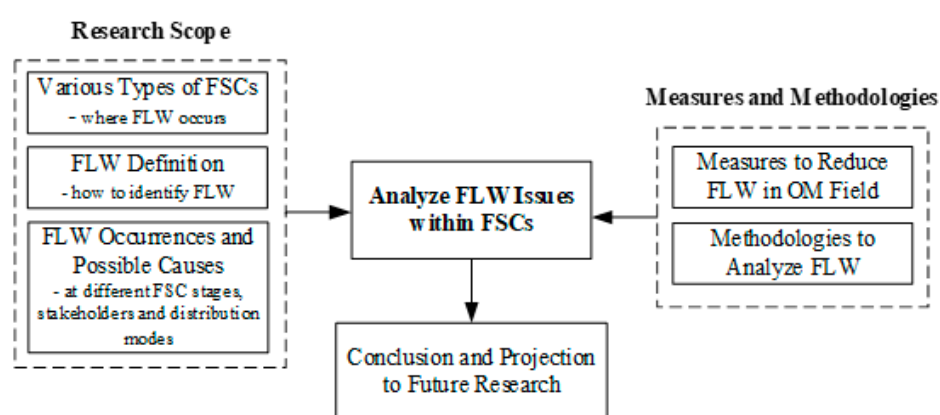 Research Scope
Various Types of FSCs
- where FLW occurs
FLW Definition
- how to identify FLW
FLW Occurrences and
Possible Causes
- at different FSC stages,
stakeholders and distribution
modes
Analyze FLW Issues
within FSCs
Conclusion and Projection
to Future Research
Measures and Methodologies
Measures to Reduce
FLW in OM Field
Methodologies to
Analyze FLW